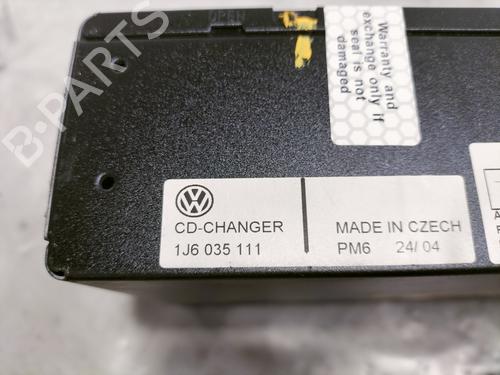 OPEN
Warranty and
exchange only if
seal is not
damaged
B-PARTS
CD-CHANGER
1J6 035 111
MADE IN CZECH
PM6 24/ 04